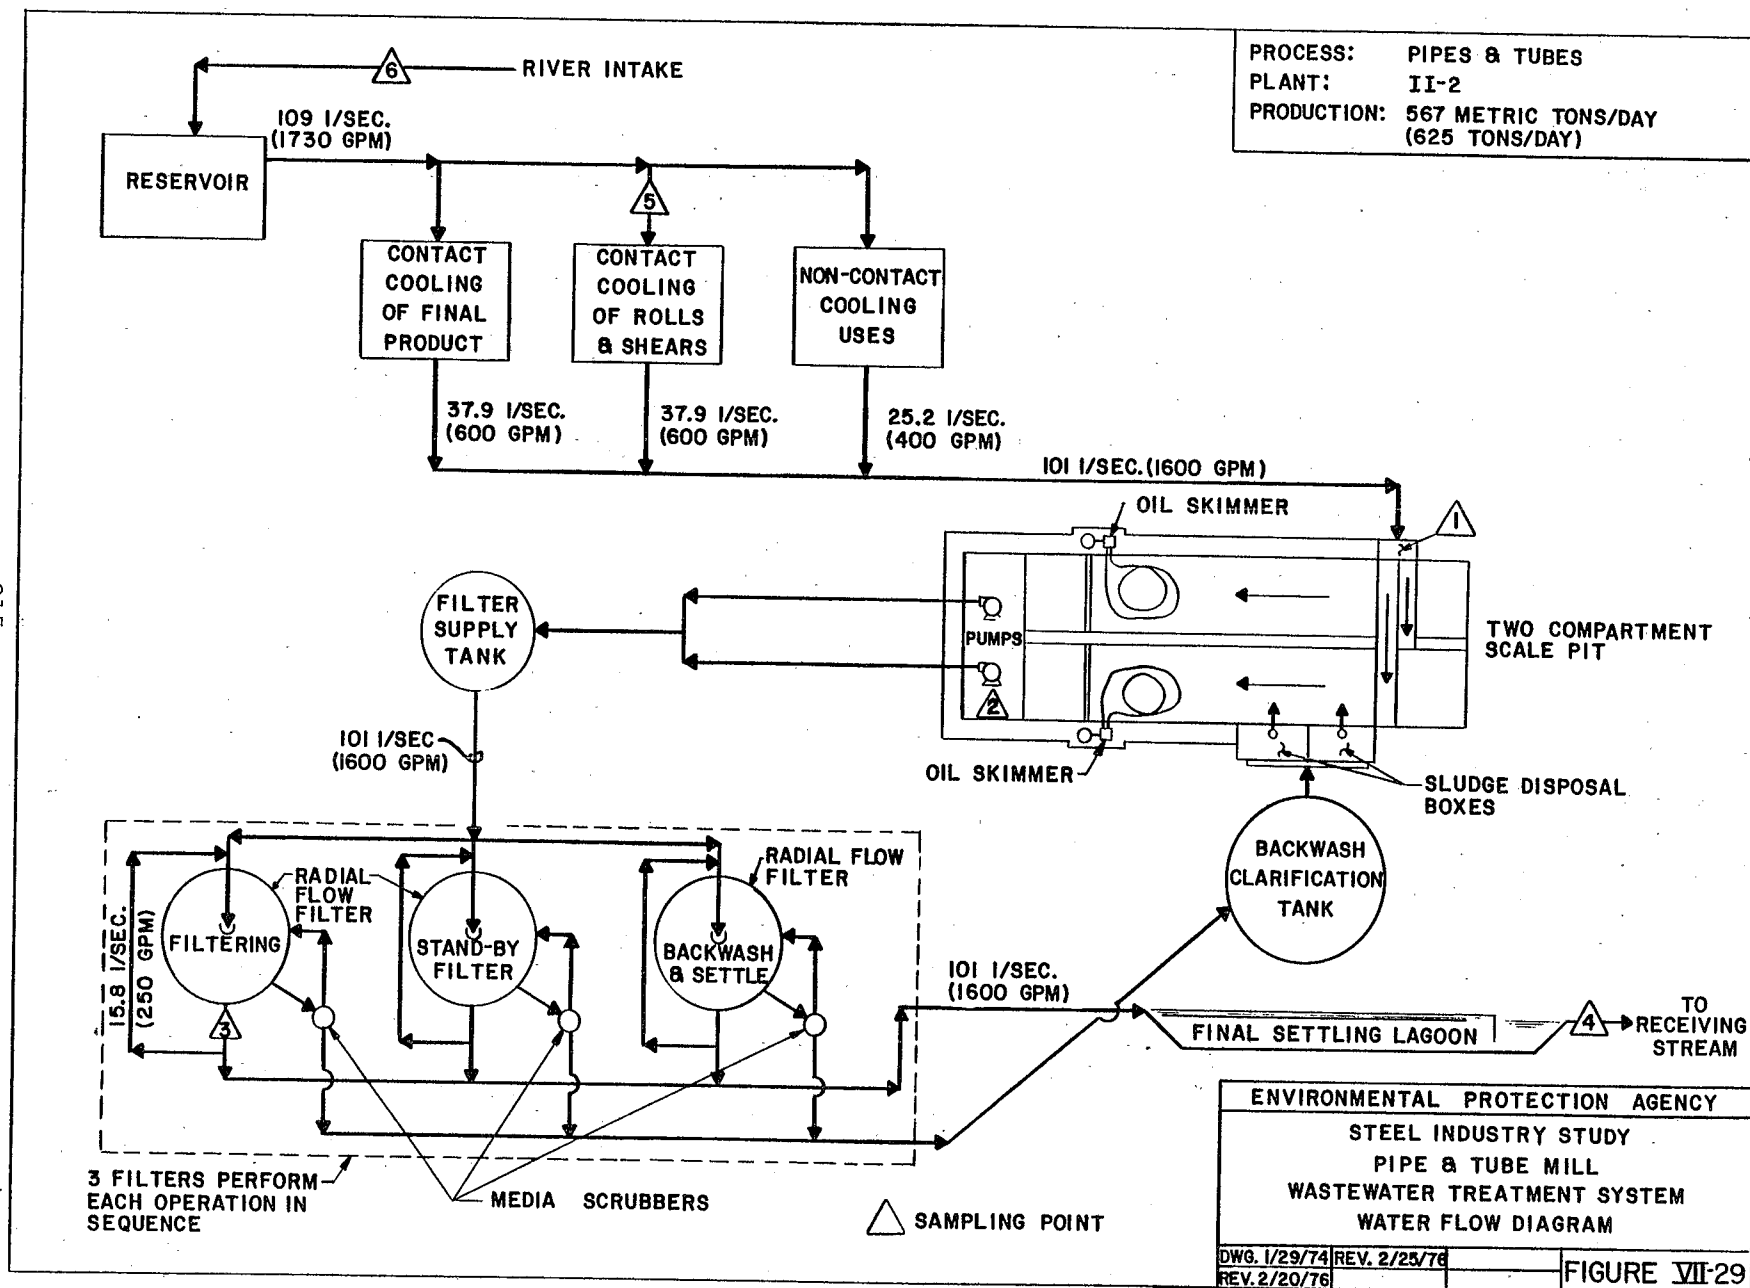 PROCESS: PIPES & TUBES
PLANT: II-2
PRODUCTION: 567 METRIC TONS/DAY
(625 TONS/DAY)
6
RIVER INTAKE
109 l/SEC.
(1730 GPM)
RESERVOIR
5
CONTACT
COOLING
OF FINAL
PRODUCT
CONTACT
COOLING
OF ROLLS
& SHEARS
NON-CONTACT
COOLING
USES
37.9 l/SEC.
(600 GPM)
37.9 l/SEC.
(600 GPM)
25.2 l/SEC.
(400 GPM)
101 l/SEC.(1600 GPM)
OIL SKIMMER
1
FILTER
SUPPLY
TANK
PUMPS
2
TWO COMPARTMENT
SCALE PIT
101 l/SEC
(1600 GPM)
OIL SKIMMER
SLUDGE DISPOSAL
BOXES
BACKWASH
CLARIFICATION
TANK
RADIAL
FLOW
FILTER
RADIAL FLOW
FILTER
15.8 l/SEC.
(250 GPM)
FILTERING
STAND-BY
FILTER
BACKWASH
& SETTLE
3
101 l/SEC.
(1600 GPM)
FINAL SETTLING LAGOON
4
TO
RECEIVING
STREAM
3 FILTERS PERFORM
EACH OPERATION IN
SEQUENCE
MEDIA SCRUBBERS
SAMPLING POINT
ENVIRONMENTAL PROTECTION AGENCY
STEEL INDUSTRY STUDY
PIPE & TUBE MILL
WASTEWATER TREATMENT SYSTEM
WATER FLOW DIAGRAM
DWG. 1/29/74 REV. 2/25/76
REV. 2/20/76
FIGURE VII-29